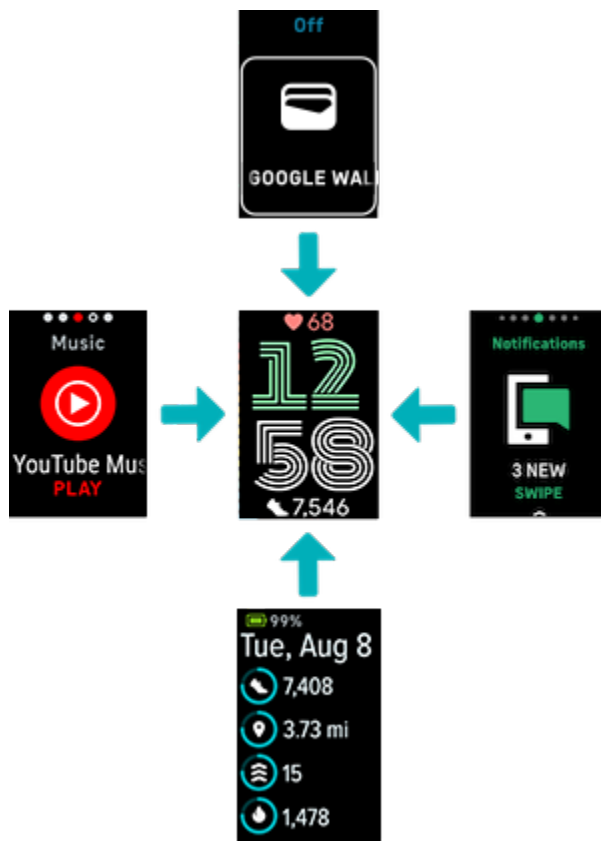 Off
GOOGLE WAL
Music
YouTube Mus
PLAY
68
12
58
7,546
Notifications
3 NEW
SWIPE
99%
Tue, Aug 8
7,408
3.73 mi
15
1,478